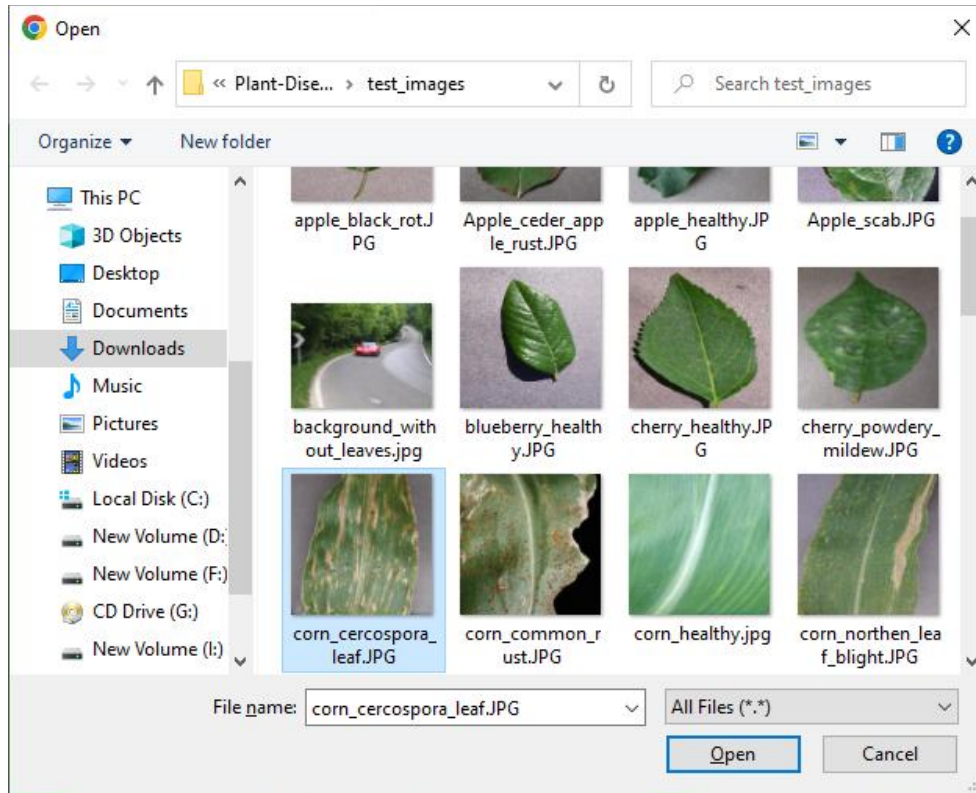 Open
« Plant-Dise... › test_images
Search test_images
Organize
New folder
This PC
3D Objects
Desktop
Documents
Downloads
Music
Pictures
Videos
Local Disk (C:)
New Volume (D:
New Volume (F:)
CD Drive (G:)
New Volume (I:)
apple_black_rot.J
PG
Apple_ceder_app
le_rust.JPG
apple_healthy.JP
G
Apple_scab.JPG
background_with
out_leaves.jpg
blueberry_health
y.JPG
cherry_healthy.JP
G
cherry_powdery_
mildew.JPG
corn_cercospora_
leaf.JPG
corn_common_r
ust.JPG
corn_healthy.jpg
corn_northen_lea
f_blight.JPG
File name:
corn_cercospora_leaf.JPG
All Files (*.*)
Open
Cancel